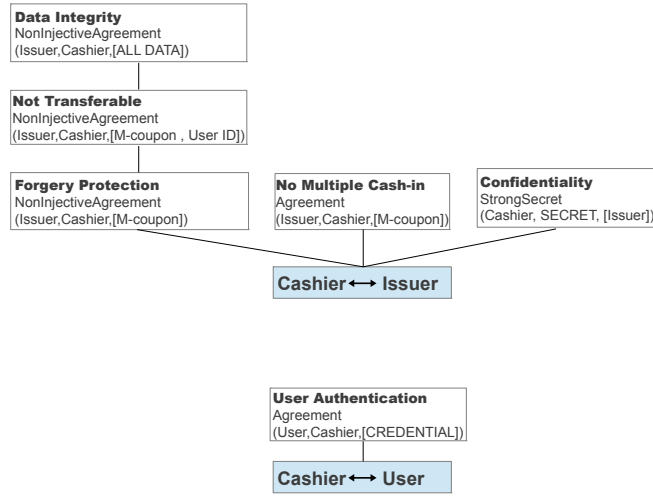 Data Integrity
NonInjectiveAgreement
(Issuer,Cashier,[ALL DATA])
Not Transferable
NonInjectiveAgreement
(Issuer,Cashier,[M-coupon , User ID])
Forgery Protection
NonInjectiveAgreement
(Issuer,Cashier,[M-coupon])
No Multiple Cash-in
Agreement
(Issuer,Cashier,[M-coupon])
Confidentiality
StrongSecret
(Cashier, SECRET, [Issuer])
Cashier ↔ Issuer
User Authentication
Agreement
(User,Cashier,[CREDENTIAL])
Cashier ↔ User